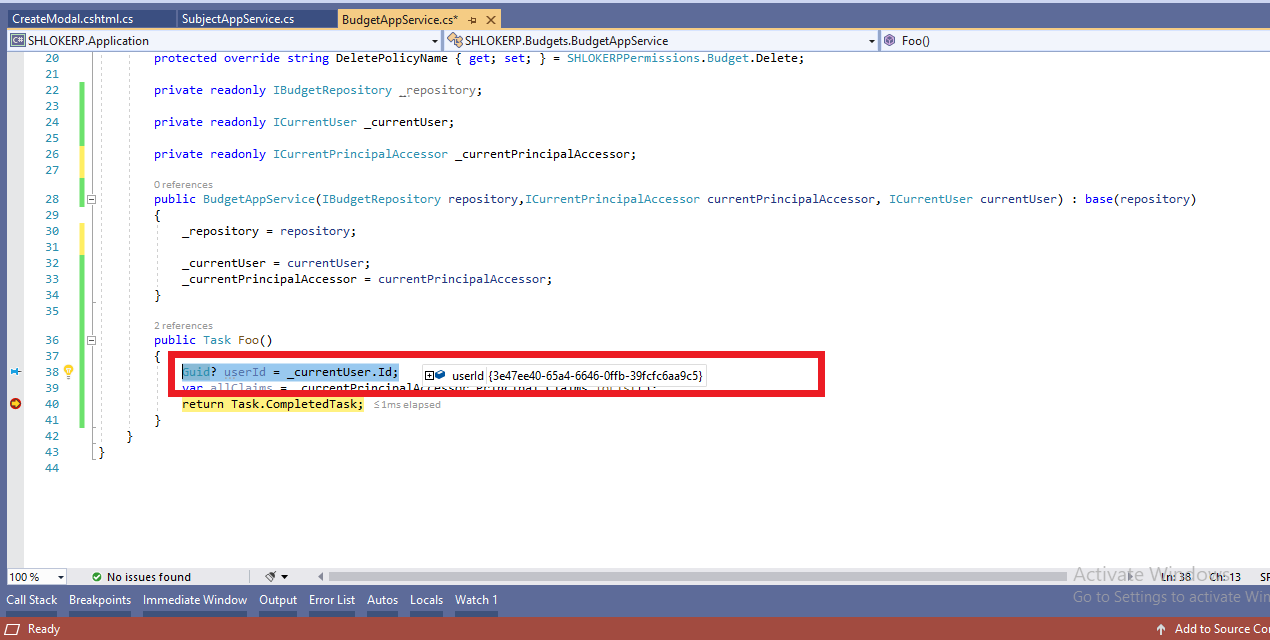 CreateModal.cshtml.cs SubjectAppService.cs BudgetAppService.cs*
C# SHLOKERP.Application SHLOKERP.Budgets.BudgetAppService Foo()
20 protected override string DeletePolicyName { get; set; } = SHLOKERPPermissions.Budget.Delete;
21
22 private readonly IBudgetRepository _repository;
23
24 private readonly ICurrentUser _currentUser;
25
26 private readonly ICurrentPrincipalAccessor _currentPrincipalAccessor;
27
0 references
28 public BudgetAppService(IBudgetRepository repository,ICurrentPrincipalAccessor currentPrincipalAccessor, ICurrentUser currentUser) : base(repository)
29 {
30 _repository = repository;
31
32 _currentUser = currentUser;
33 _currentPrincipalAccessor = currentPrincipalAccessor;
34 }
35
2 references
36 public Task Foo()
37 {
38 Guid? userId = _currentUser.Id; userId {3e47ee40-65a4-6646-0ffb-39fcfc6aa9c5}
39 var allClaims = _currentPrincipalAccessor.Principal.Claims.ToList();
40 return Task.CompletedTask; ≤1ms elapsed
41 }
42 }
43 }
44
100 % No issues found Ln: 38 Ch: 13
Activate Windows
Go to Settings to activate Win
Call Stack Breakpoints Immediate Window Output Error List Autos Locals Watch 1
Ready Add to Source Co